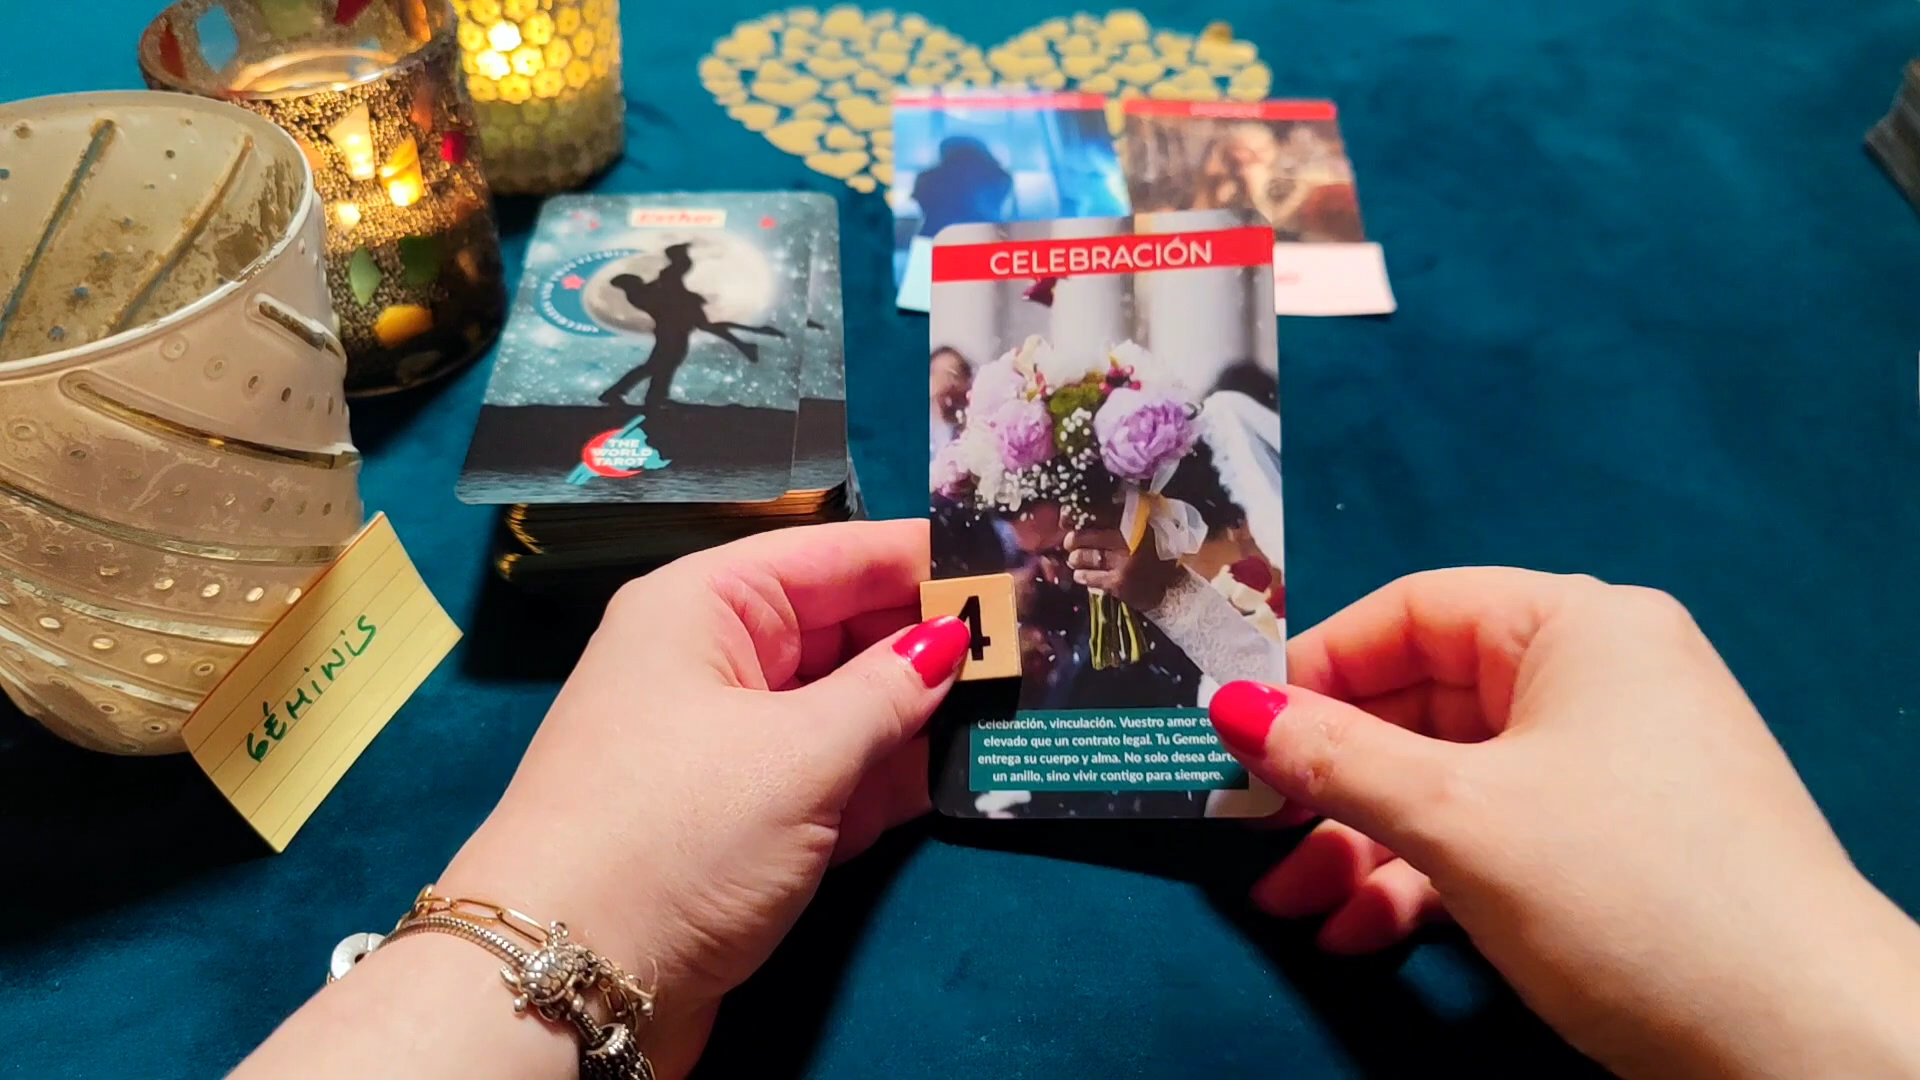 Esther
THE
WORLD
TAROT
CELEBRACIÓN
4
GÉMINIS
Celebración, vinculación. Vuestro amor es
elevado que un contrato legal. Tu Gemelo
entrega su cuerpo y alma. No solo desea
un anillo, sino vivir contigo para siempre.